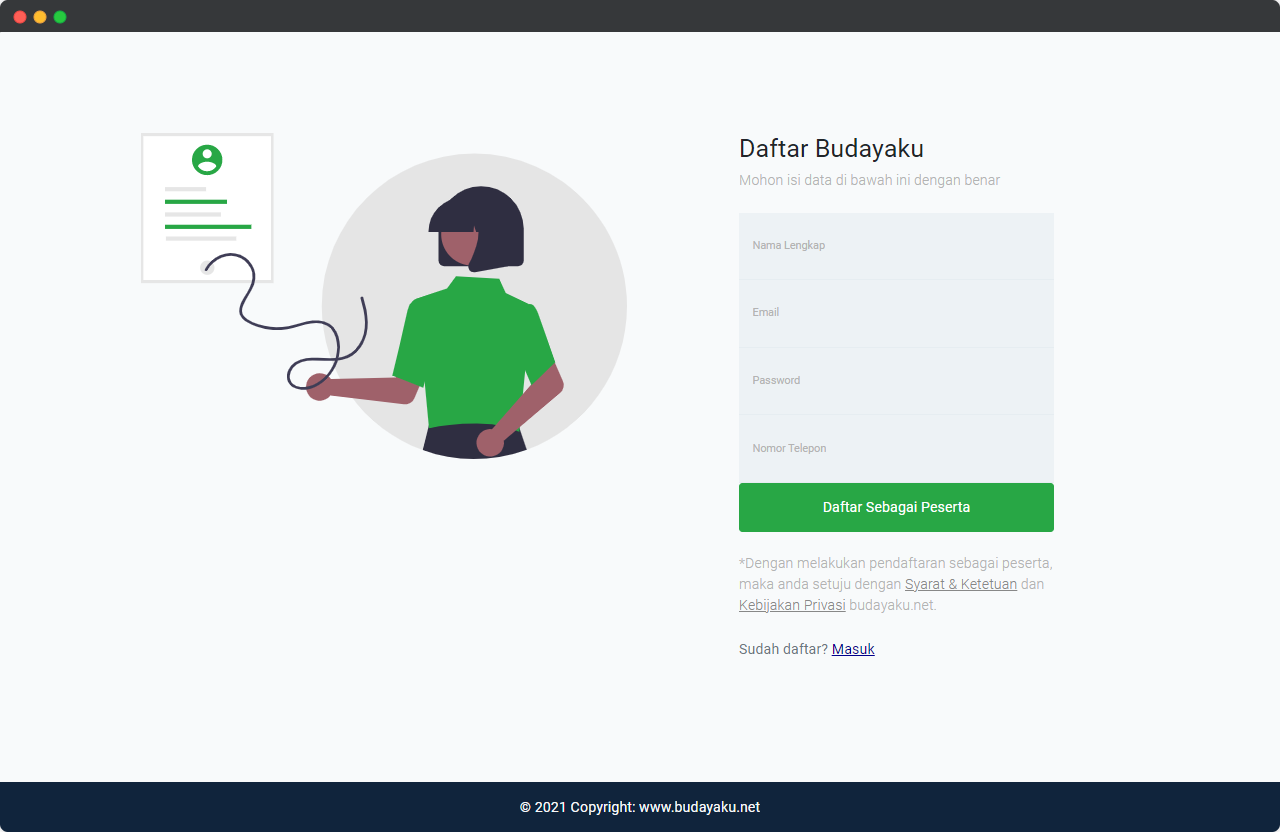 Daftar Budayaku
Mohon isi data di bawah ini dengan benar
Nama Lengkap
Email
Password
Nomor Telepon
Daftar Sebagai Peserta
*Dengan melakukan pendaftaran sebagai peserta,
maka anda setuju dengan Syarat & Ketetuan dan
Kebijakan Privasi budayaku.net.
Sudah daftar? Masuk
© 2021 Copyright: www.budayaku.net